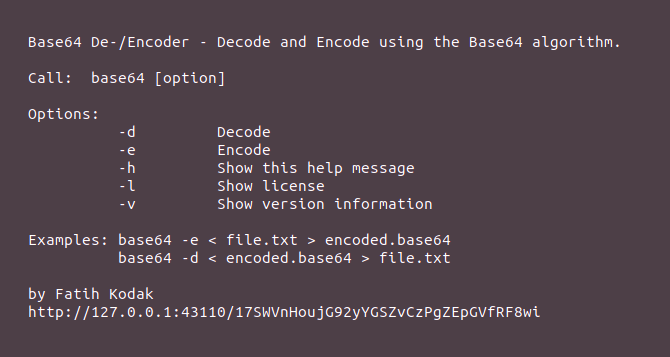 Base64 De-/Encoder - Decode and Encode using the Base64 algorithm.
Call:  base64 [option]
Options:
-d         Decode
-e         Encode
-h         Show this help message
-l         Show license
-v         Show version information
Examples: base64 -e < file.txt > encoded.base64
base64 -d < encoded.base64 > file.txt
by Fatih Kodak
http://127.0.0.1:43110/17SWVnHoujG92yYGSZvCzPgZEpGVfRF8wi